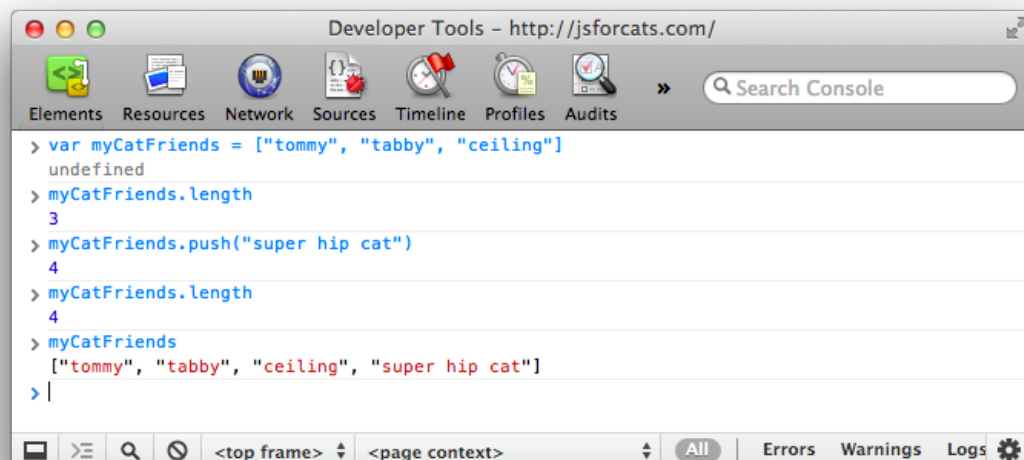 Developer Tools – http://jsforcats.com/
Elements Resources Network Sources Timeline Profiles Audits » Search Console
> var myCatFriends = ["tommy", "tabby", "ceiling"]
undefined
> myCatFriends.length
3
> myCatFriends.push("super hip cat")
4
> myCatFriends.length
4
> myCatFriends
["tommy", "tabby", "ceiling", "super hip cat"]
>
<top frame> <page context> All | Errors Warnings Logs